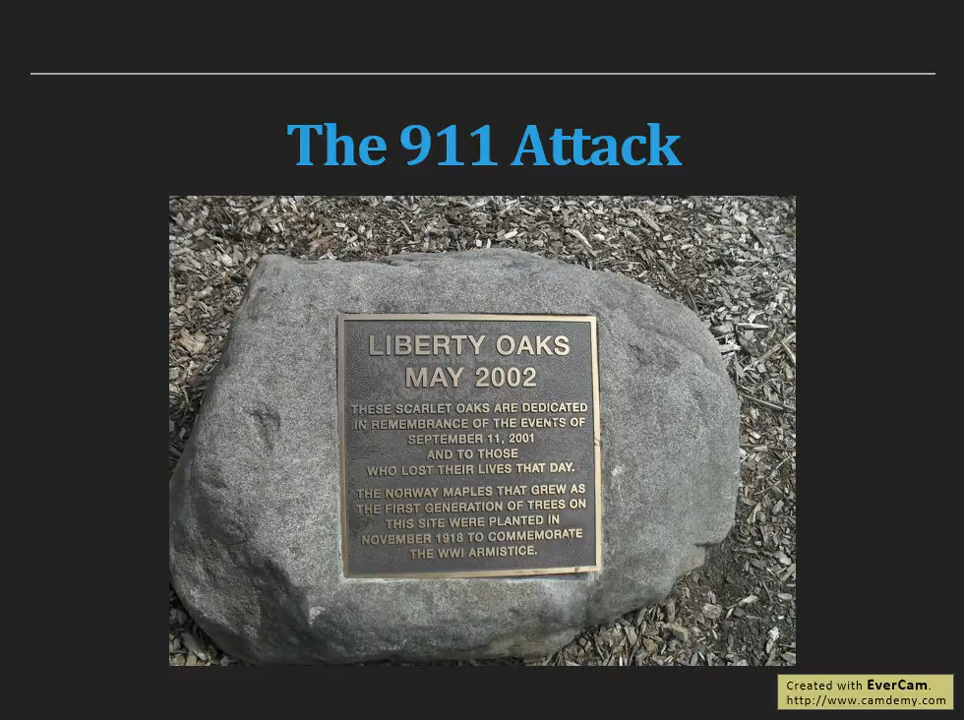 The 911 Attack
LIBERTY OAKS
MAY 2002
THESE SCARLET OAKS ARE DEDICATED
IN REMEMBRANCE OF THE EVENTS OF
SEPTEMBER 11, 2001
AND TO THOSE
WHO LOST THEIR LIVES THAT DAY.
THE NORWAY MAPLES THAT GREW AS
THE FIRST GENERATION OF TREES ON
THIS SITE WERE PLANTED IN
NOVEMBER 1918 TO COMMEMORATE
THE WWI ARMISTICE.
Created with EverCam.
http://www.camdemy.com